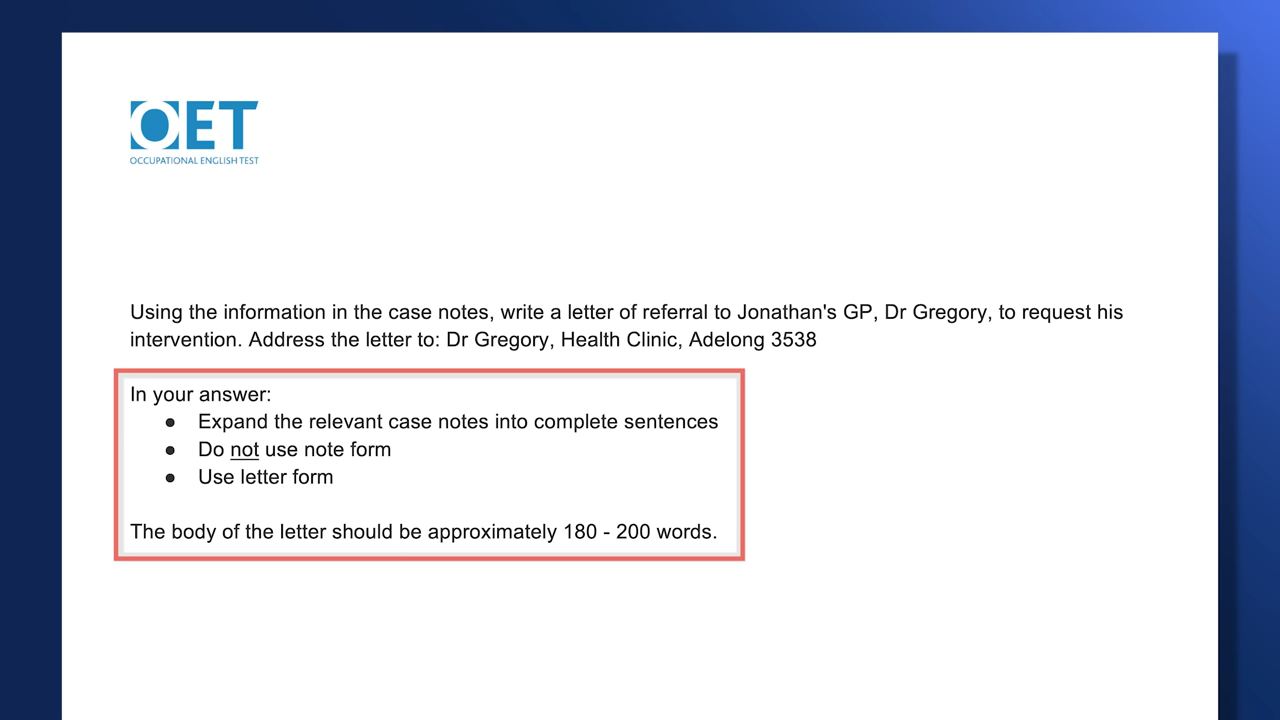 OET
OCCUPATIONAL ENGLISH TEST
Using the information in the case notes, write a letter of referral to Jonathan's GP, Dr Gregory, to request his
intervention. Address the letter to: Dr Gregory, Health Clinic, Adelong 3538
In your answer:
● Expand the relevant case notes into complete sentences
● Do not use note form
● Use letter form
The body of the letter should be approximately 180 - 200 words.